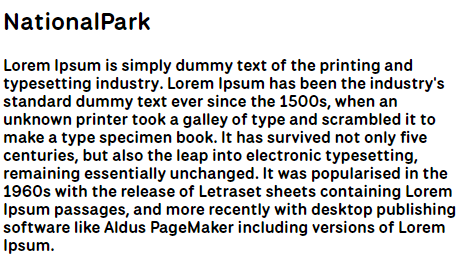 NationalPark
Lorem Ipsum is simply dummy text of the printing and
typesetting industry. Lorem Ipsum has been the industry's
standard dummy text ever since the 1500s, when an
unknown printer took a galley of type and scrambled it to
make a type specimen book. It has survived not only five
centuries, but also the leap into electronic typesetting,
remaining essentially unchanged. It was popularised in the
1960s with the release of Letraset sheets containing Lorem
Ipsum passages, and more recently with desktop publishing
software like Aldus PageMaker including versions of Lorem
Ipsum.